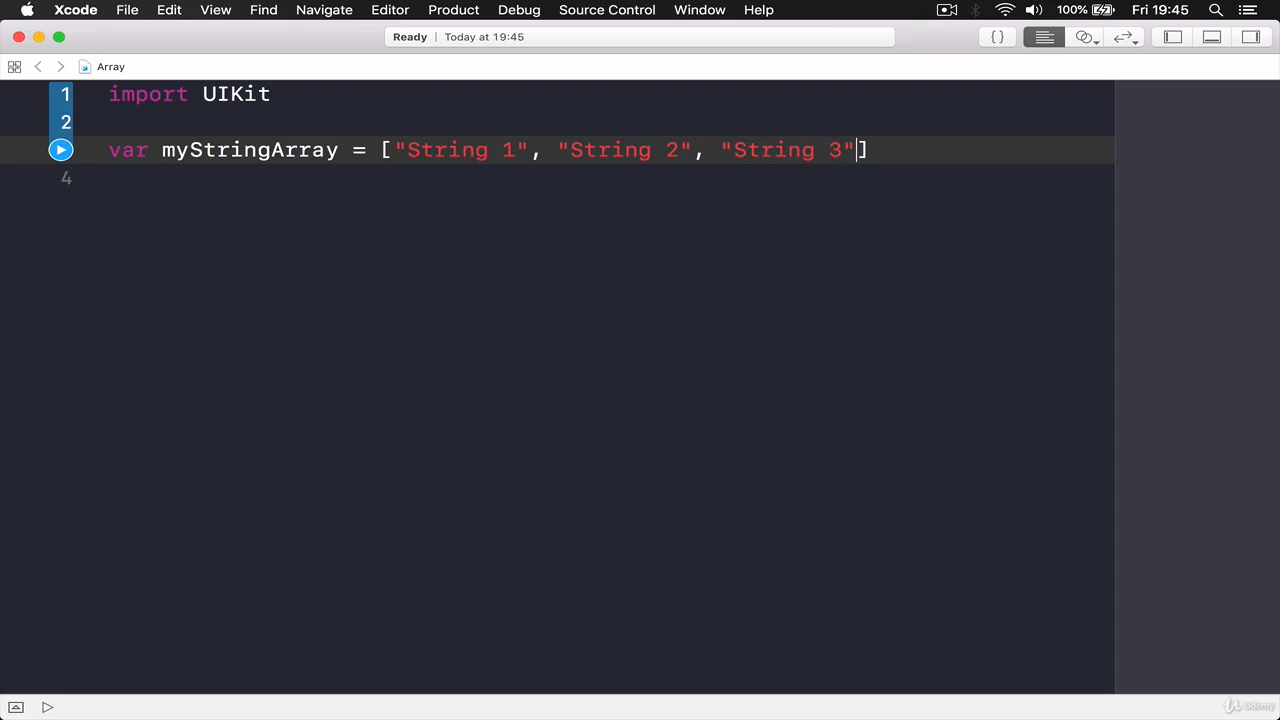 Xcode File Edit View Find Navigate Editor Product Debug Source Control Window Help 100% Fri 19:45
Ready Today at 19:45 { }
Array
1 import UIKit
2
var myStringArray = ["String 1", "String 2", "String 3"]
4
Udemy